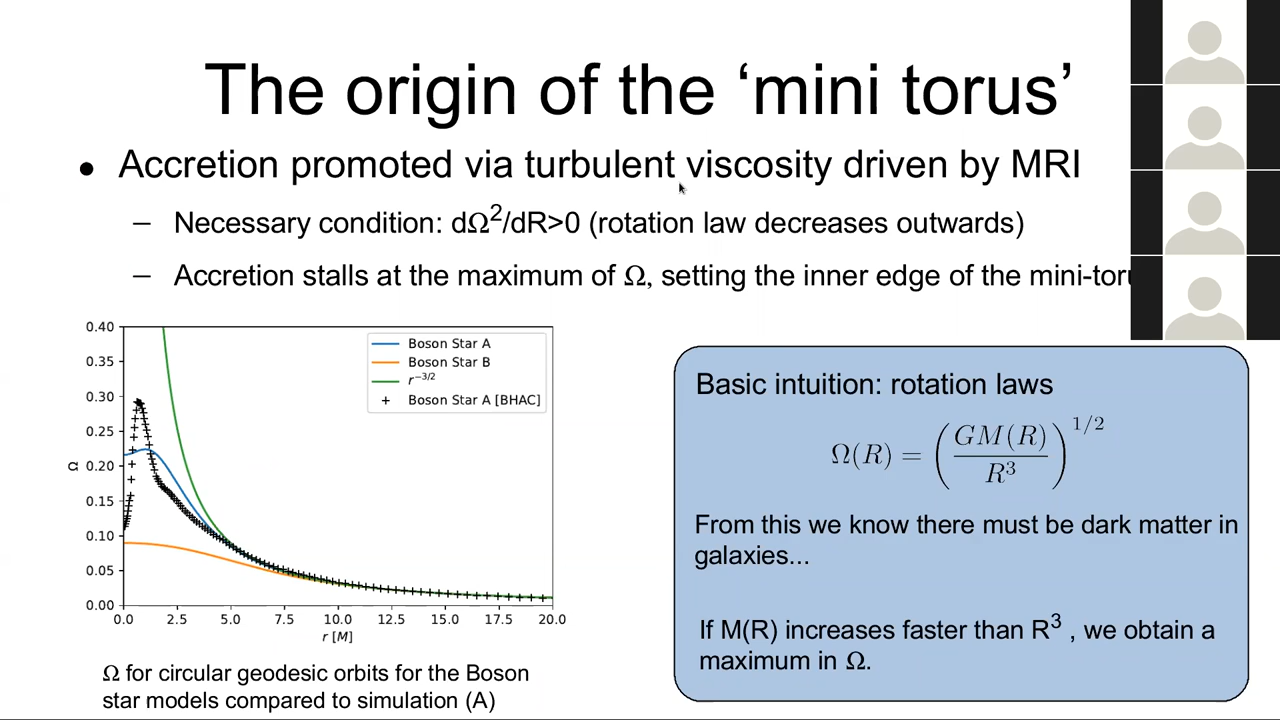 The origin of the ‘mini torus’
● Accretion promoted via turbulent viscosity driven by MRI
– Necessary condition: dΩ²/dR>0 (rotation law decreases outwards)
– Accretion stalls at the maximum of Ω, setting the inner edge of the
0.40
0.35
0.30
0.25
0.20
0.15
0.10
0.05
0.00
Ω
Boson Star A
Boson Star B
r⁻³/²
+ Boson Star A [BHAC]
0.0 2.5 5.0 7.5 10.0 12.5 15.0 17.5 20.0
r [M]
Ω for circular geodesic orbits for the Boson
star models compared to simulation (A)
Basic intuition: rotation laws
Ω(R) = (GM(R)/R³)^1/2
From this we know there must be dark matter in
galaxies...
If M(R) increases faster than R³ , we obtain a
maximum in Ω.